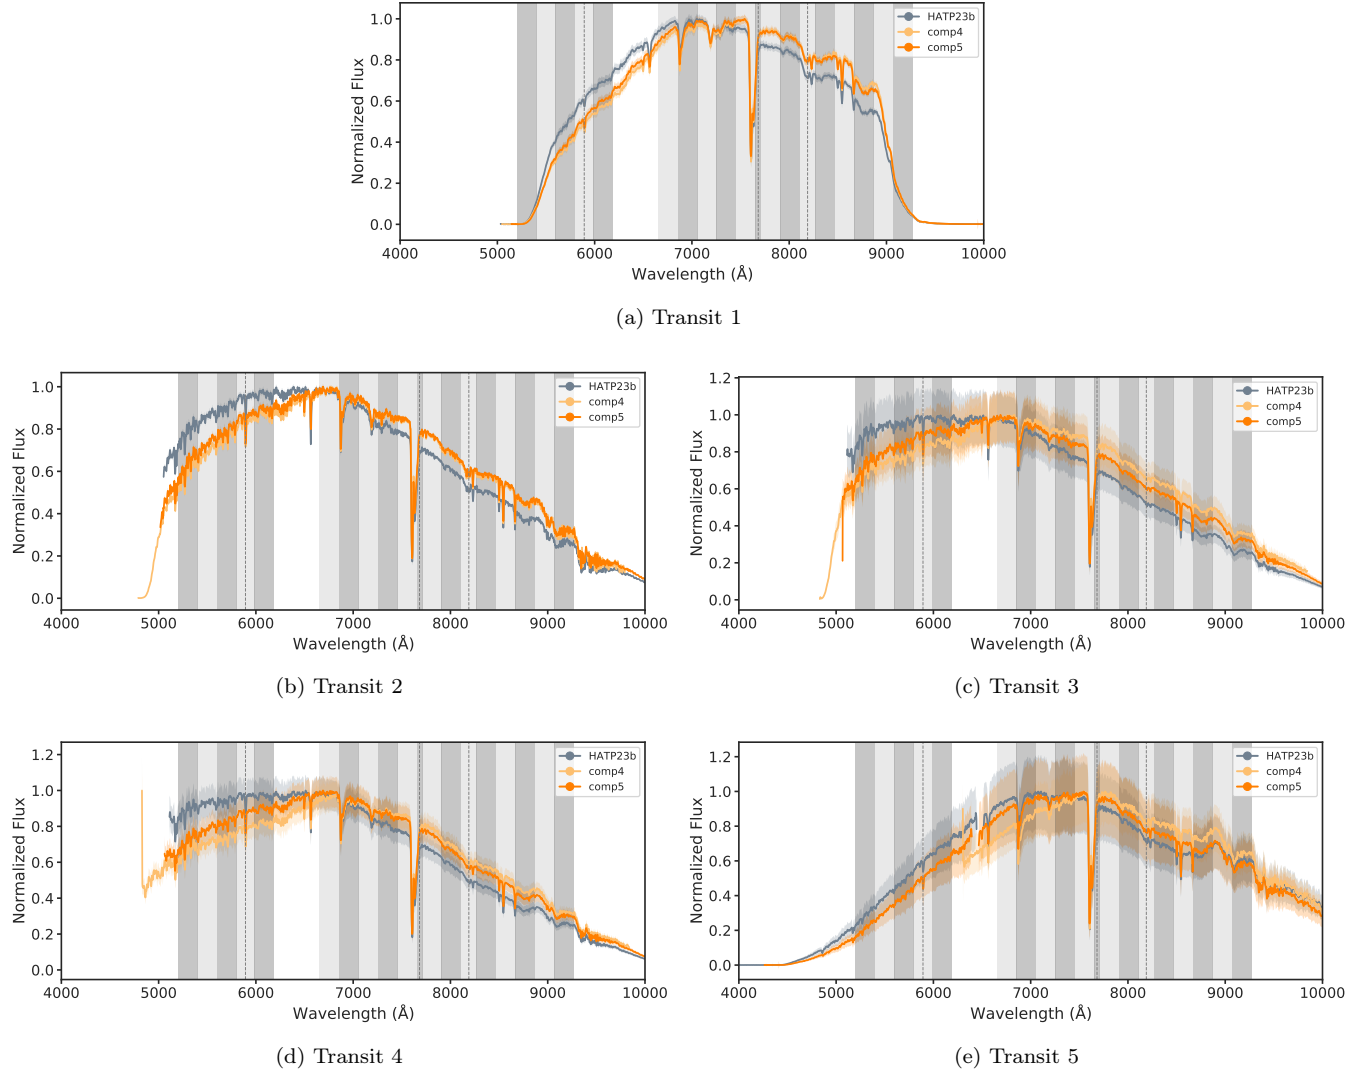 1.0
0.8
0.6
0.4
0.2
0.0
Normalized Flux
HATP23b
comp4
comp5
4000 5000 6000 7000 8000 9000 10000
Wavelength (Å)
(a) Transit 1
1.0
0.8
0.6
0.4
0.2
0.0
Normalized Flux
HATP23b
comp4
comp5
4000 5000 6000 7000 8000 9000 10000
Wavelength (Å)
(b) Transit 2
1.2
1.0
0.8
0.6
0.4
0.2
0.0
Normalized Flux
HATP23b
comp4
comp5
4000 5000 6000 7000 8000 9000 10000
Wavelength (Å)
(c) Transit 3
1.2
1.0
0.8
0.6
0.4
0.2
0.0
Normalized Flux
HATP23b
comp4
comp5
4000 5000 6000 7000 8000 9000 10000
Wavelength (Å)
(d) Transit 4
1.2
1.0
0.8
0.6
0.4
0.2
0.0
Normalized Flux
HATP23b
comp4
comp5
4000 5000 6000 7000 8000 9000 10000
Wavelength (Å)
(e) Transit 5